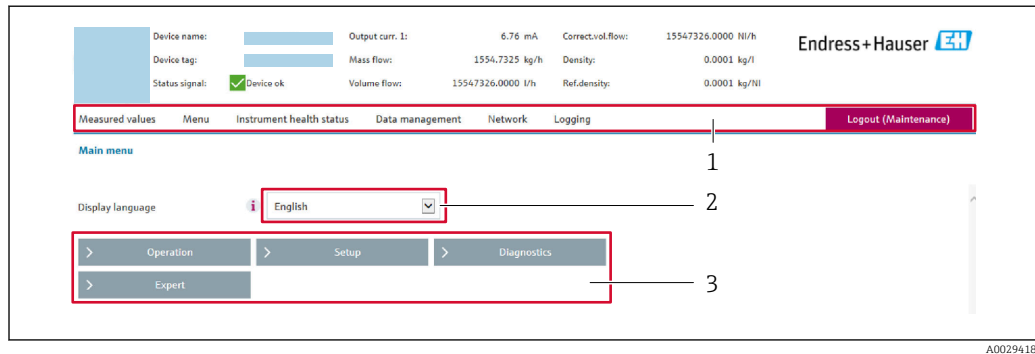 Device name: Output curr. 1: 6.76 mA Correct.vol.flow: 15547326.0000 Nl/h
Endress+Hauser EH
Device tag: Mass flow: 1554.7325 kg/h Density: 0.0001 kg/l
Status signal: Device ok Volume flow: 15547326.0000 l/h Ref.density: 0.0001 kg/Nl
Measured values Menu Instrument health status Data management Network Logging Logout (Maintenance)
1
Main menu
Display language i English 2
> Operation > Setup > Diagnostics
> Expert 3
A0029418